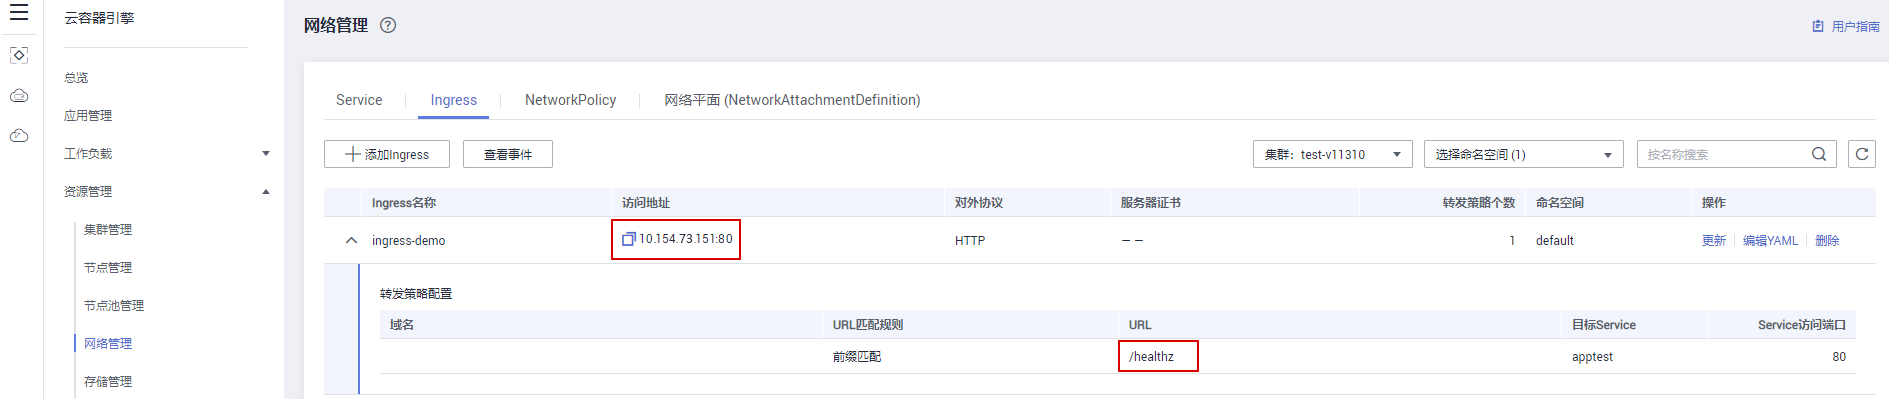 云容器引擎
总览
应用管理
工作负载
资源管理
集群管理
节点管理
节点池管理
网络管理
存储管理
网络管理
用户指南
Service Ingress NetworkPolicy 网络平面 (NetworkAttachmentDefinition)
添加Ingress 查看事件 集群：test-v11310 选择命名空间 (1) 按名称搜索
Ingress名称 访问地址 对外协议 服务器证书 转发策略个数 命名空间 操作
ingress-demo 10.154.73.151:80 HTTP – – 1 default 更新 编辑YAML 删除
转发策略配置
域名 URL匹配规则 URL 目标Service Service访问端口
前缀匹配 /healthz apptest 80